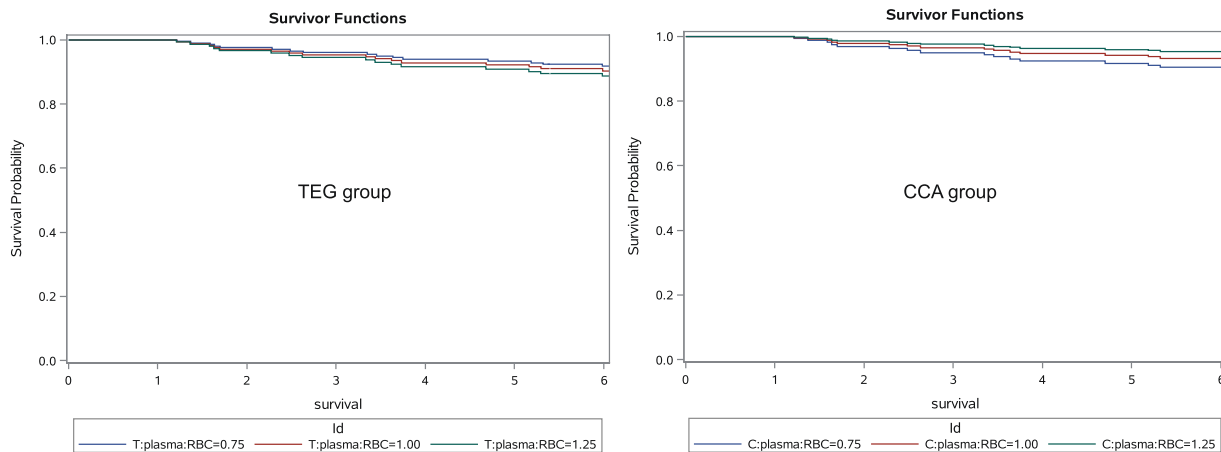 Survivor Functions
1.0
0.8
0.6
0.4
0.2
0.0
Survival Probability
TEG group
0 1 2 3 4 5 6
survival
Id
T:plasma:RBC=0.75 T:plasma:RBC=1.00 T:plasma:RBC=1.25
Survivor Functions
1.0
0.8
0.6
0.4
0.2
0.0
Survival Probability
CCA group
0 1 2 3 4 5 6
survival
Id
C:plasma:RBC=0.75 C:plasma:RBC=1.00 C:plasma:RBC=1.25